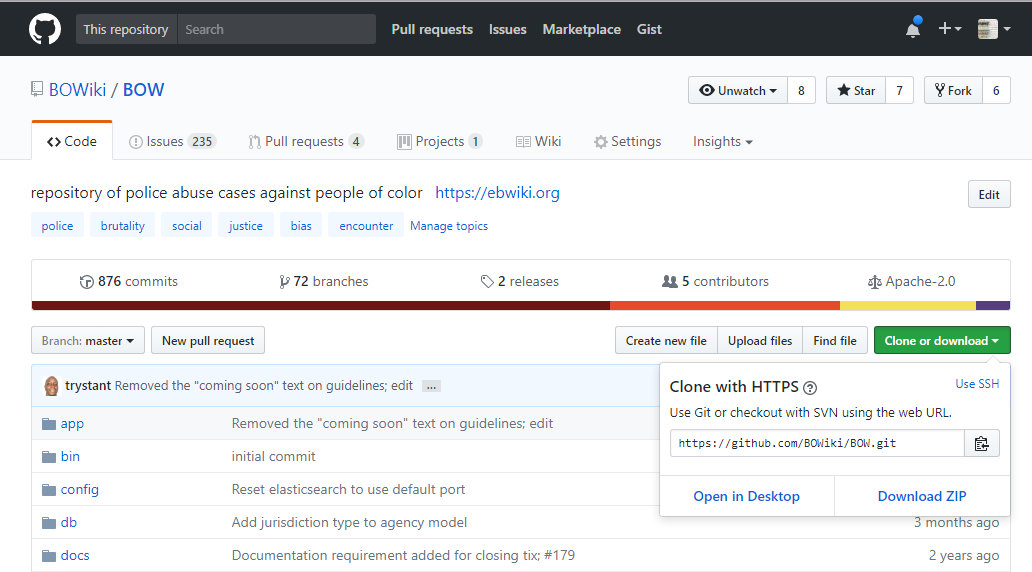 This repository Search Pull requests Issues Marketplace Gist
BOWiki / BOW Unwatch 8 Star 7 Fork 6
Code Issues 235 Pull requests 4 Projects 1 Wiki Settings Insights
repository of police abuse cases against people of color https://ebwiki.org Edit
police brutality social justice bias encounter Manage topics
876 commits 72 branches 2 releases 5 contributors Apache-2.0
Branch: master New pull request Create new file Upload files Find file Clone or download
trystant Removed the "coming soon" text on guidelines; edit ...
Clone with HTTPS ? Use SSH
Use Git or checkout with SVN using the web URL.
https://github.com/BOWiki/BOW.git
Open in Desktop Download ZIP
app Removed the "coming soon" text on guidelines; edit
bin initial commit
config Reset elasticsearch to use default port
db Add jurisdiction type to agency model 3 months ago
docs Documentation requirement added for closing tix; #179 2 years ago